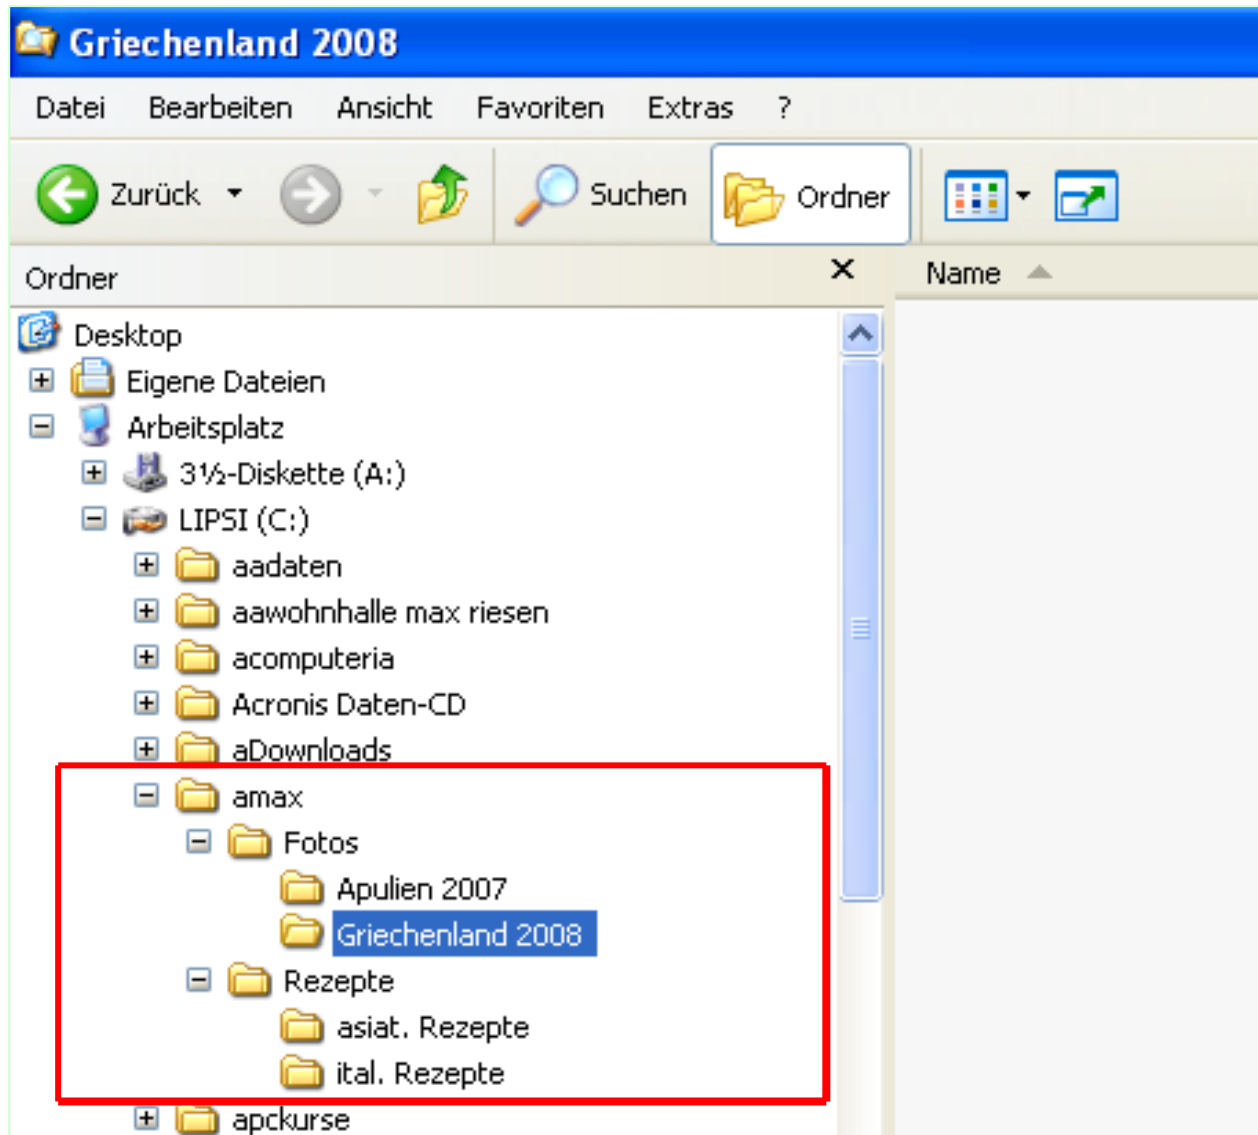 Griechenland 2008
Datei Bearbeiten Ansicht Favoriten Extras ?
Zurück Suchen Ordner
Ordner Name
Desktop
Eigene Dateien
Arbeitsplatz
3½-Diskette (A:)
LIPSI (C:)
aadaten
aawohnhalle max riesen
acomputeria
Acronis Daten-CD
aDownloads
amax
Fotos
Apulien 2007
Griechenland 2008
Rezepte
asiat. Rezepte
ital. Rezepte
apckurse